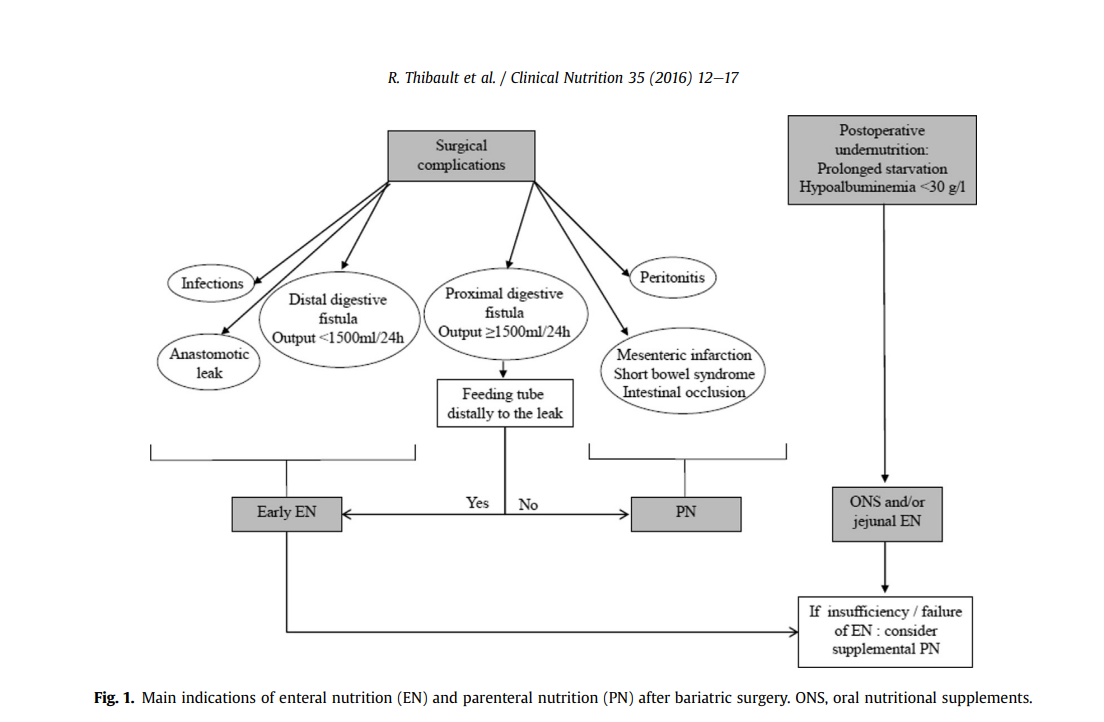 R. Thibault et al. / Clinical Nutrition 35 (2016) 12–17
Surgical
complications
Postoperative
undernutrition:
Prolonged starvation
Hypoalbuminemia <30 g/l
Infections
Anastomotic
leak
Distal digestive
fistula
Output <1500ml/24h
Proximal digestive
fistula
Output ≥1500ml/24h
Peritonitis
Mesenteric infarction
Short bowel syndrome
Intestinal occlusion
Feeding tube
distally to the leak
Yes
No
Early EN
PN
ONS and/or
jejunal EN
If insufficiency / failure
of EN : consider
supplemental PN
Fig. 1. Main indications of enteral nutrition (EN) and parenteral nutrition (PN) after bariatric surgery. ONS, oral nutritional supplements.